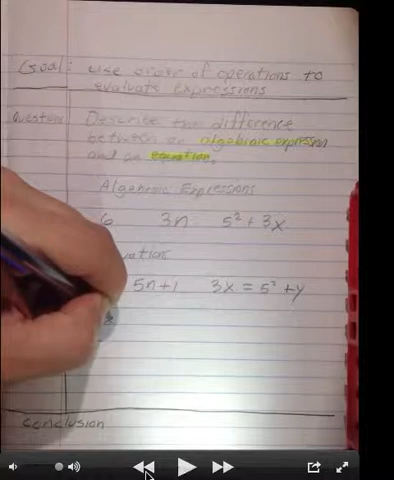 Goal: use order of operations to
evaluate expressions
Question: Describe the difference
between an algebraic expression
and an equation.
Algebraic Expressions
6 3n 5² + 3x
5n+1 3x = 5² + y
Conclusion